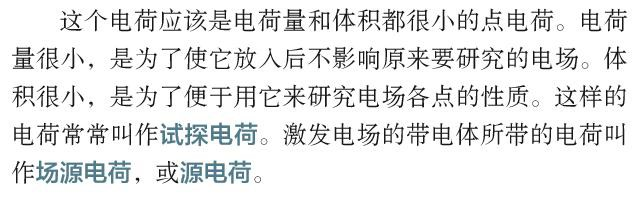 这个电荷应该是电荷量和体积都很小的点电荷。电荷
量很小，是为了使它放入后不影响原来要研究的电场。体
积很小，是为了便于用它来研究电场各点的性质。这样的
电荷常常叫作试探电荷。激发电场的带电体所带的电荷叫
作场源电荷，或源电荷。